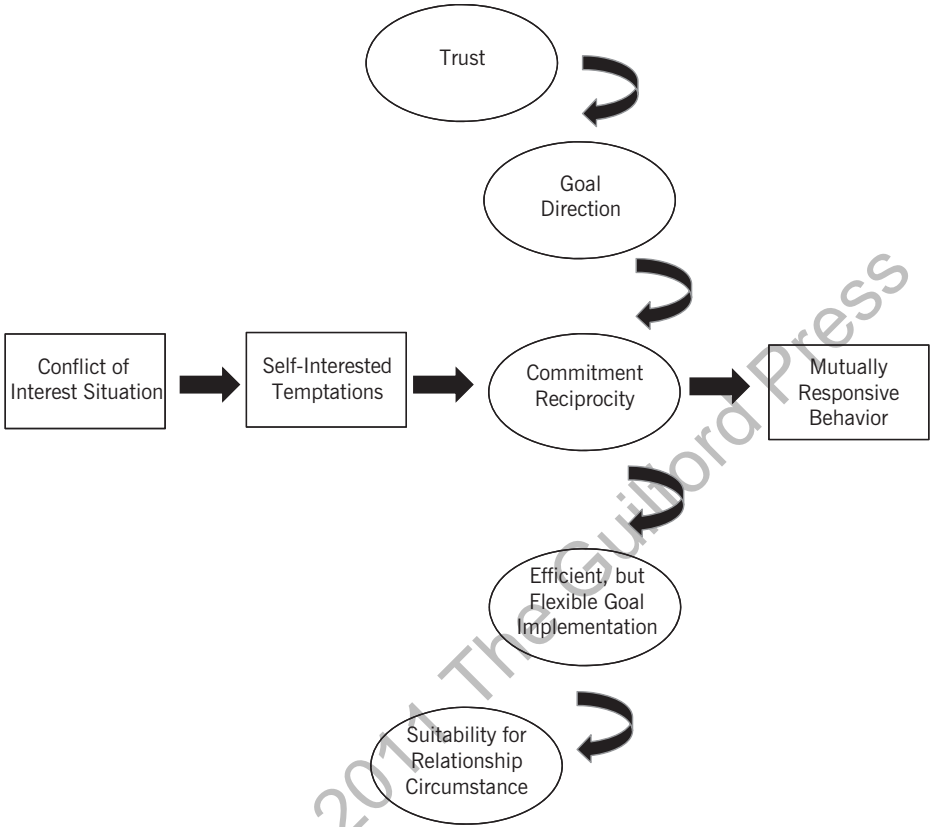 Trust
Goal
Direction
Conflict of
Interest Situation
Self-Interested
Temptations
Commitment
Reciprocity
Mutually
Responsive
Behavior
Efficient, but
Flexible Goal
Implementation
Suitability for
Relationship
Circumstance
2011 The Guilford Press